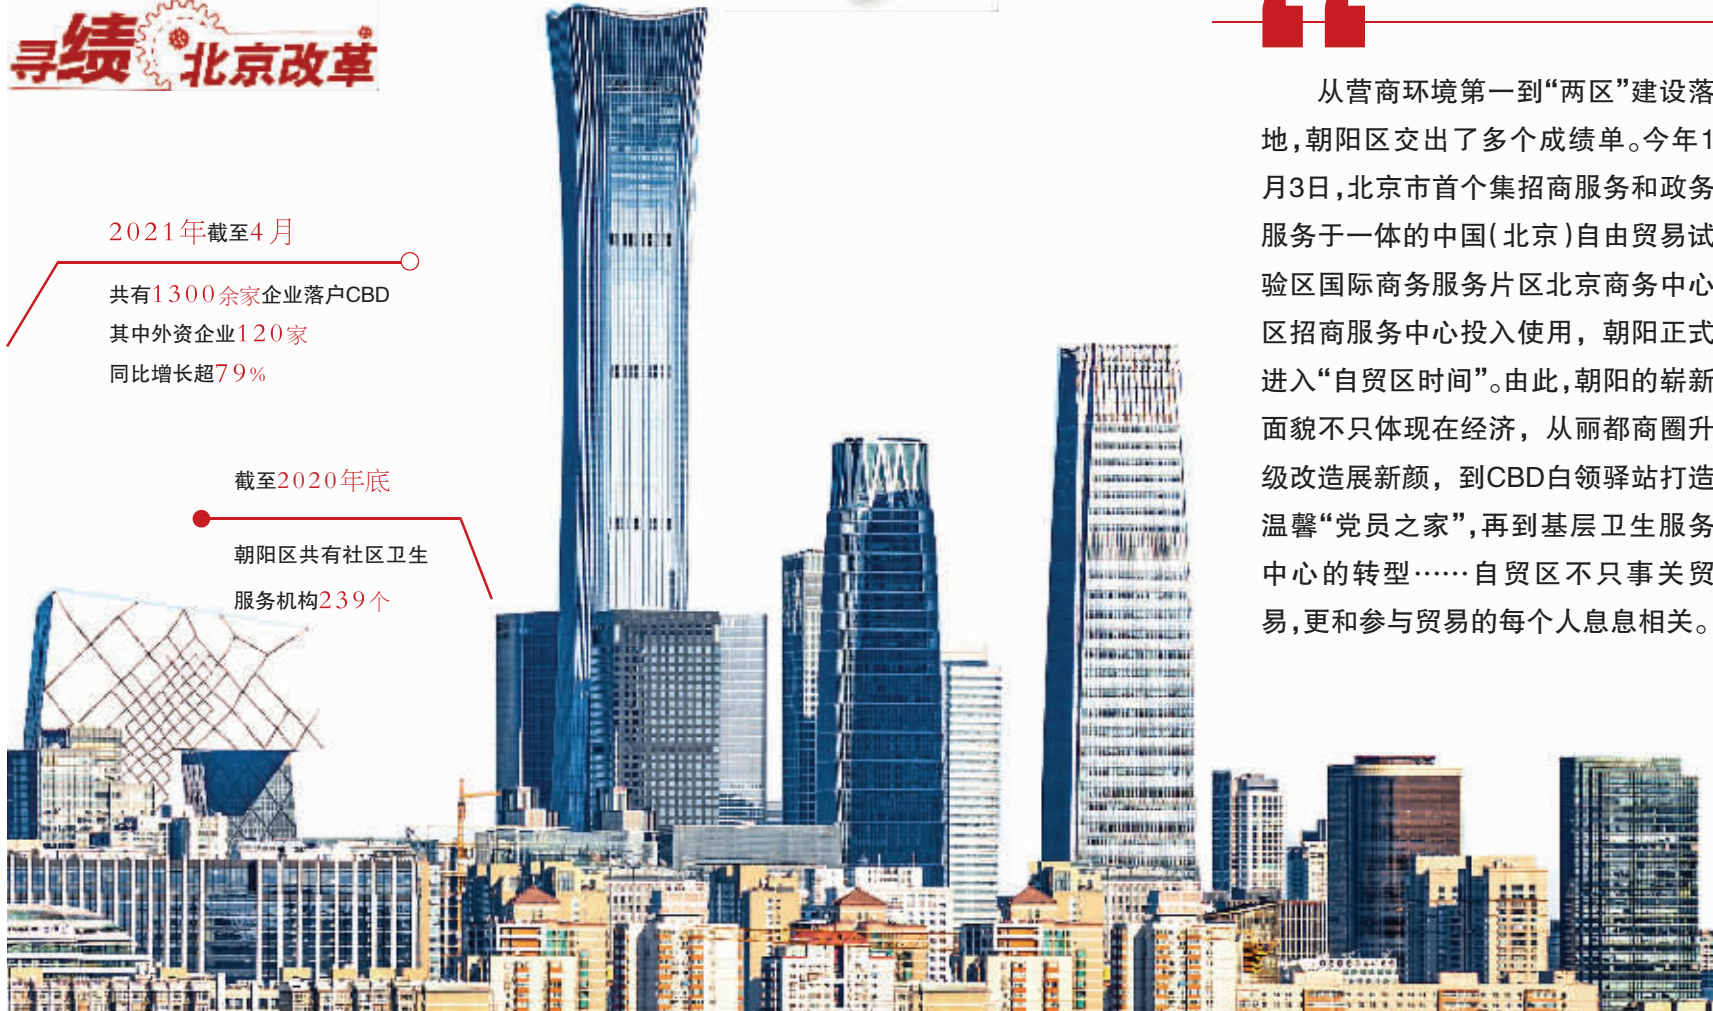 寻绩北京改革
2021年截至4月
共有1300余家企业落户CBD
其中外资企业120家
同比增长超79%
截至2020年底
朝阳区共有社区卫生
服务机构239个
从营商环境第一到“两区”建设落
地,朝阳区交出了多个成绩单。今年1
月3日,北京市首个集招商服务和政务
服务于一体的中国(北京)自由贸易试
验区国际商务服务片区北京商务中心
区招商服务中心投入使用，朝阳正式
进入“自贸区时间”。由此,朝阳的崭新
面貌不只体现在经济，从丽都商圈升
级改造展新颜，到CBD白领驿站打造
温馨“党员之家”,再到基层卫生服务
中心的转型……自贸区不只事关贸
易,更和参与贸易的每个人息息相关。